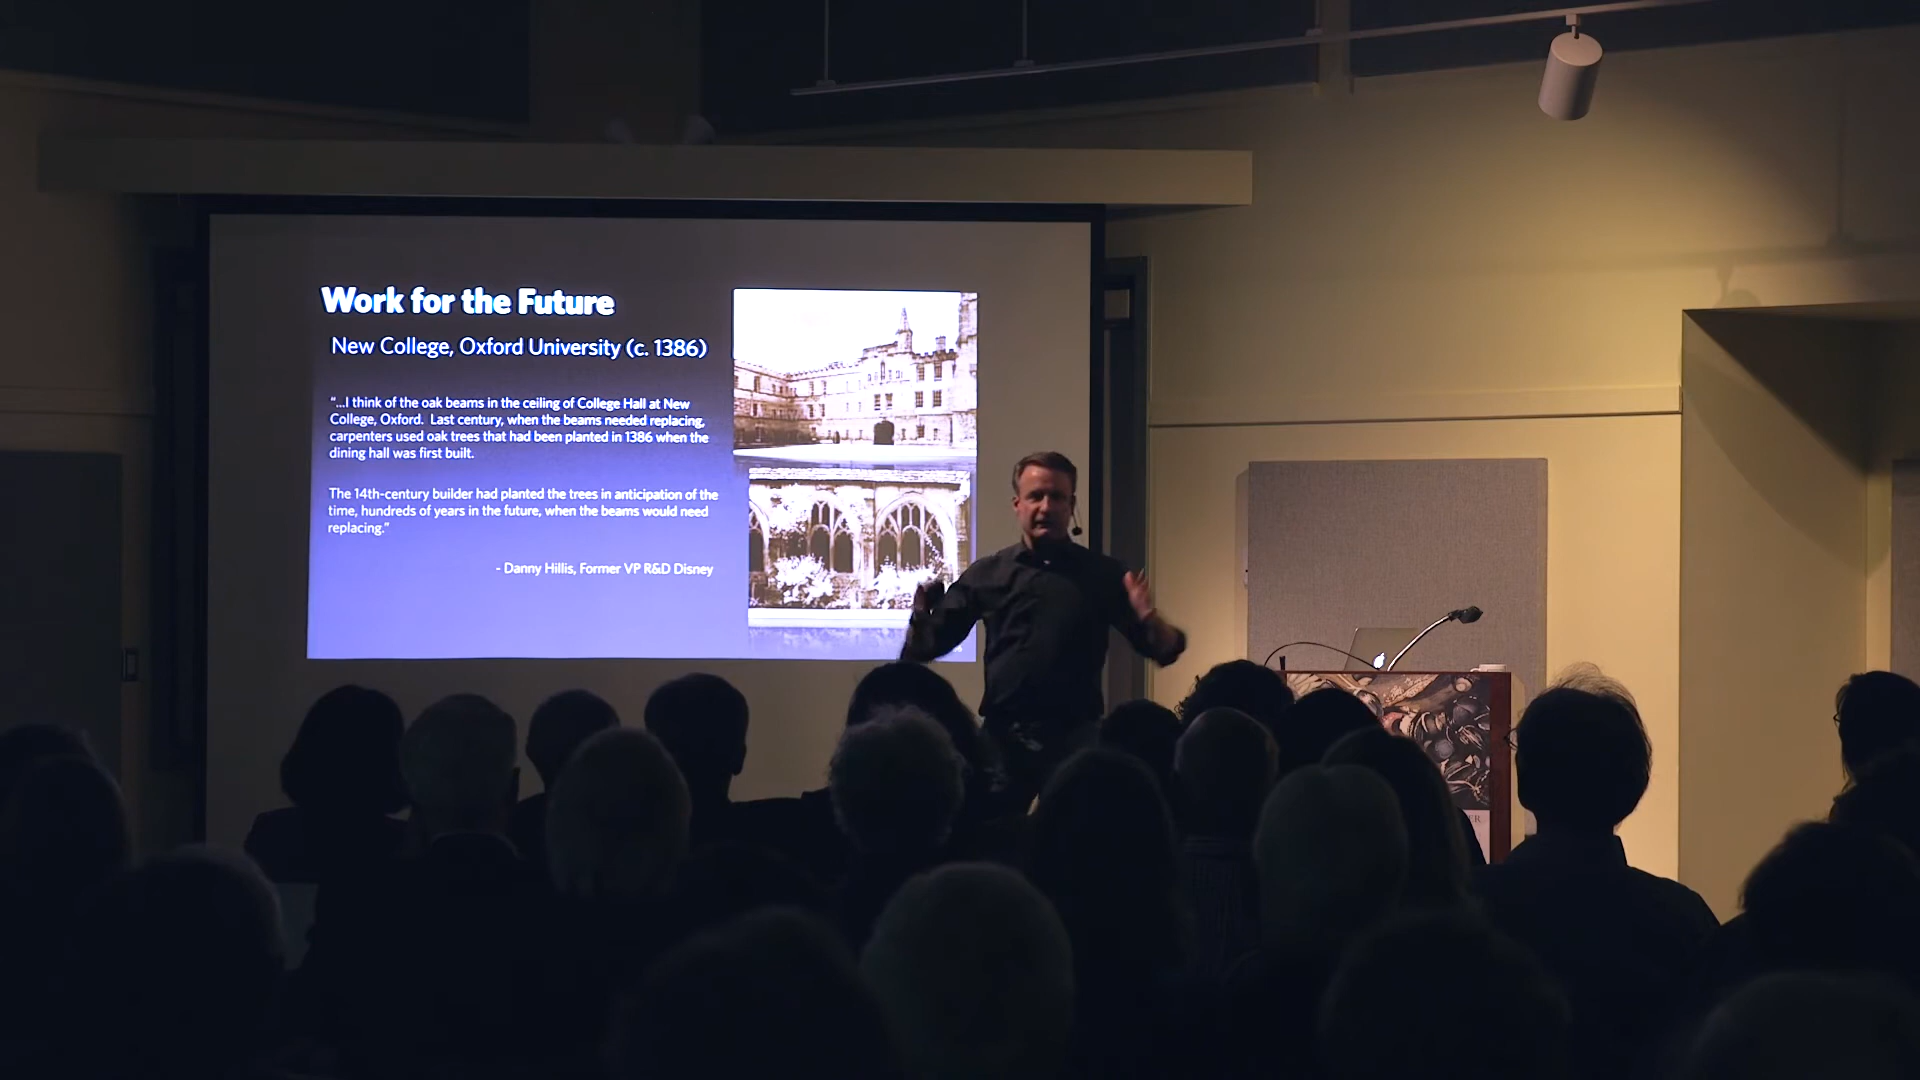 Work for the Future
New College, Oxford University (c. 1386)
“...I think of the oak beams in the ceiling of College Hall at New
College, Oxford. Last century, when the beams needed replacing,
carpenters used oak trees that had been planted in 1386 when the
dining hall was first built.
The 14th-century builder had planted the trees in anticipation of the
time, hundreds of years in the future, when the beams would need
replacing.”
- Danny Hillis, Former VP R&D Disney